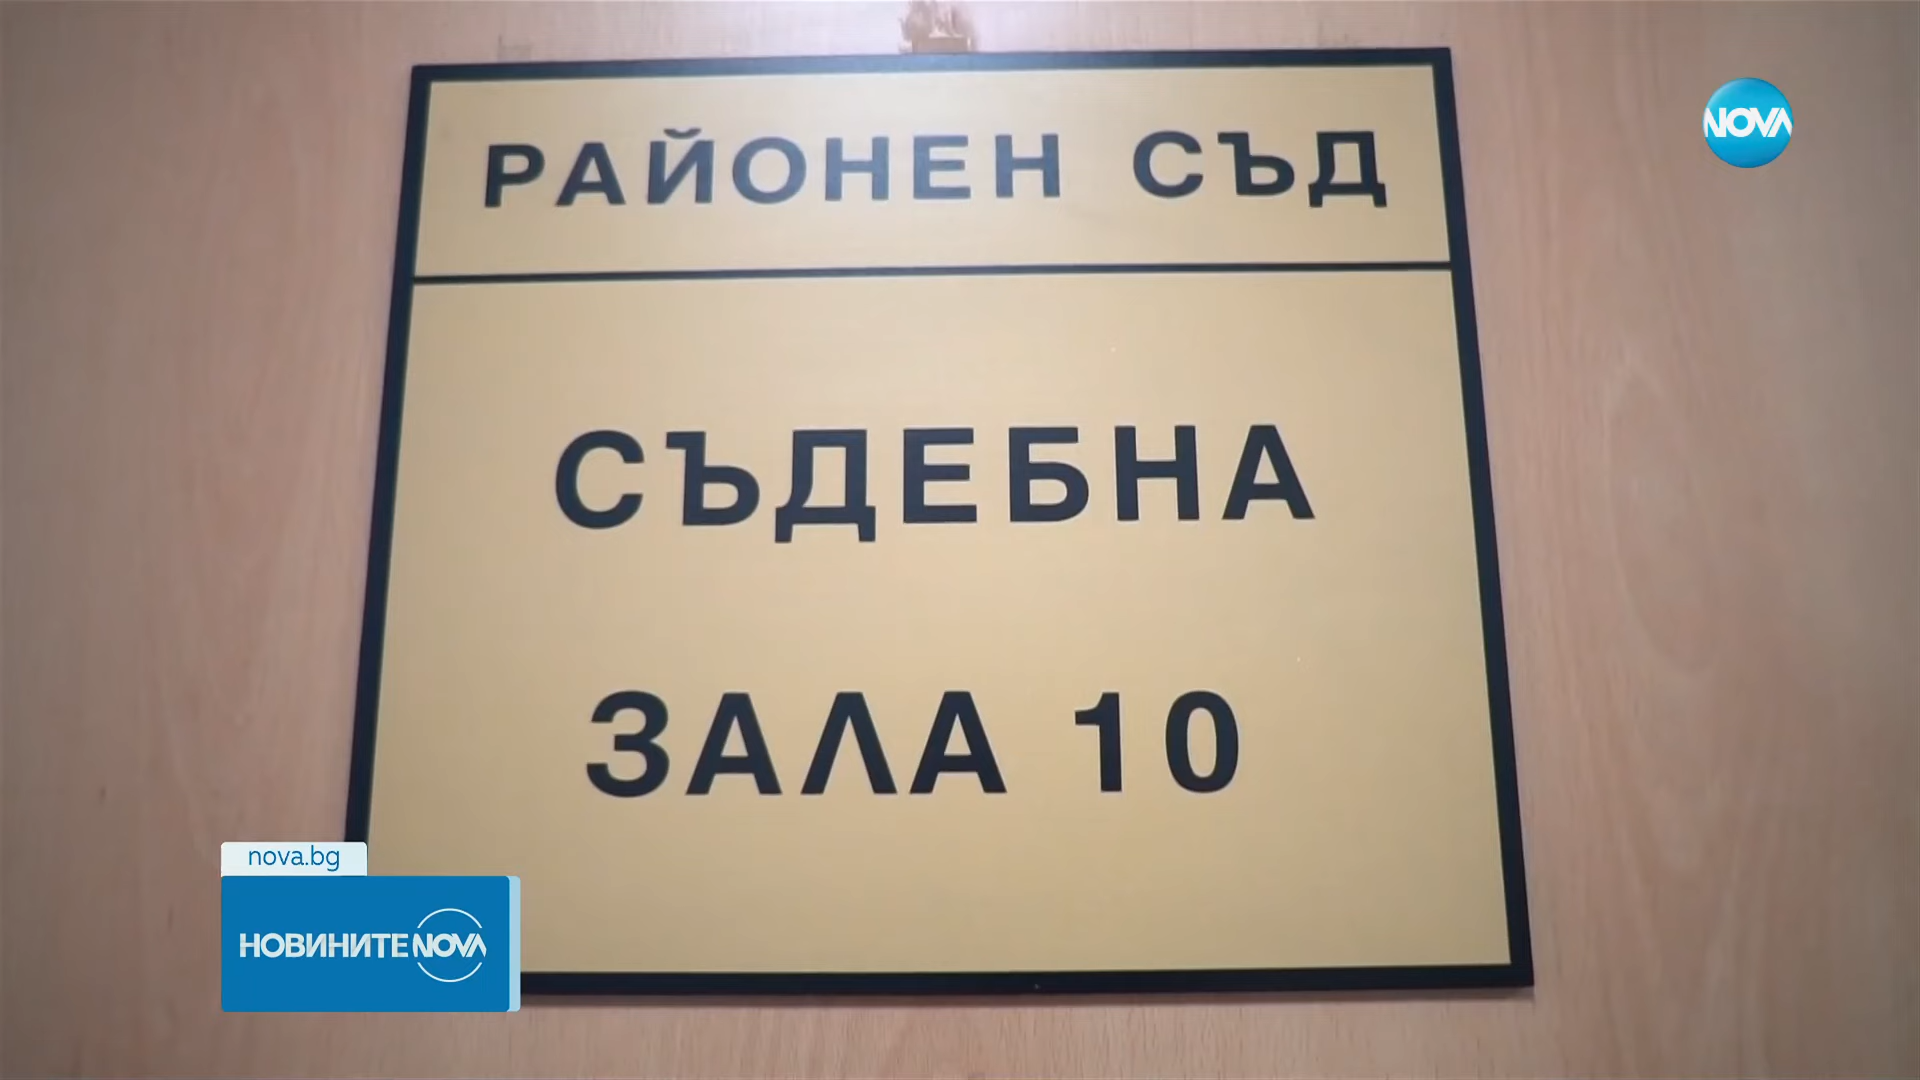 РАЙОНЕН СЪД
NOVA
СЪДЕБНА
ЗАЛА 10
nova.bg
НОВИНИТЕ NOVA